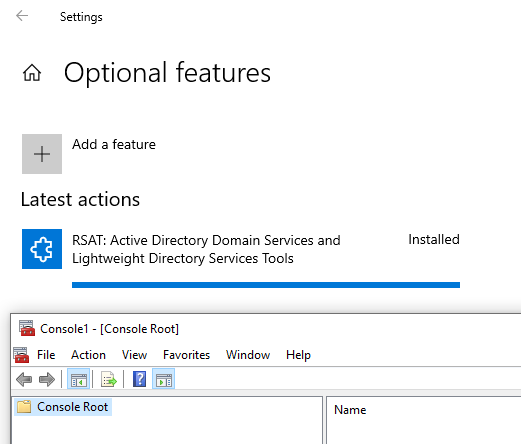 Settings
Optional features
Add a feature
Latest actions
RSAT: Active Directory Domain Services and
Lightweight Directory Services Tools
Installed
Console1 - [Console Root]
File Action View Favorites Window Help
Console Root
Name